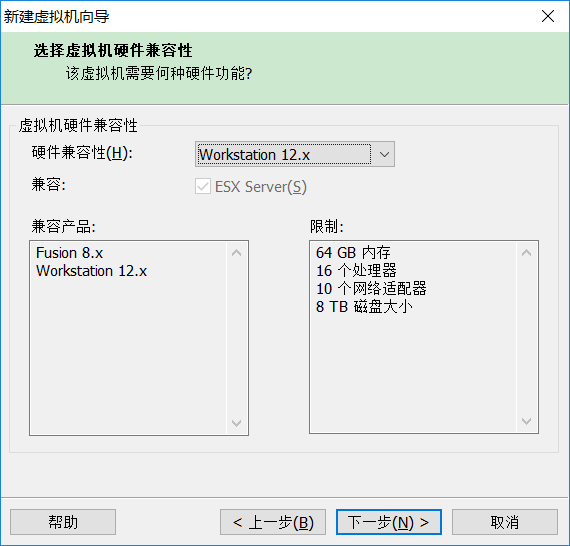 新建虚拟机向导
选择虚拟机硬件兼容性
该虚拟机需要何种硬件功能?
虚拟机硬件兼容性
硬件兼容性(H):
Workstation 12.x
兼容:
ESX Server(S)
兼容产品:
Fusion 8.x
Workstation 12.x
限制:
64 GB 内存
16 个处理器
10 个网络适配器
8 TB 磁盘大小
帮助
< 上一步(B)
下一步(N) >
取消